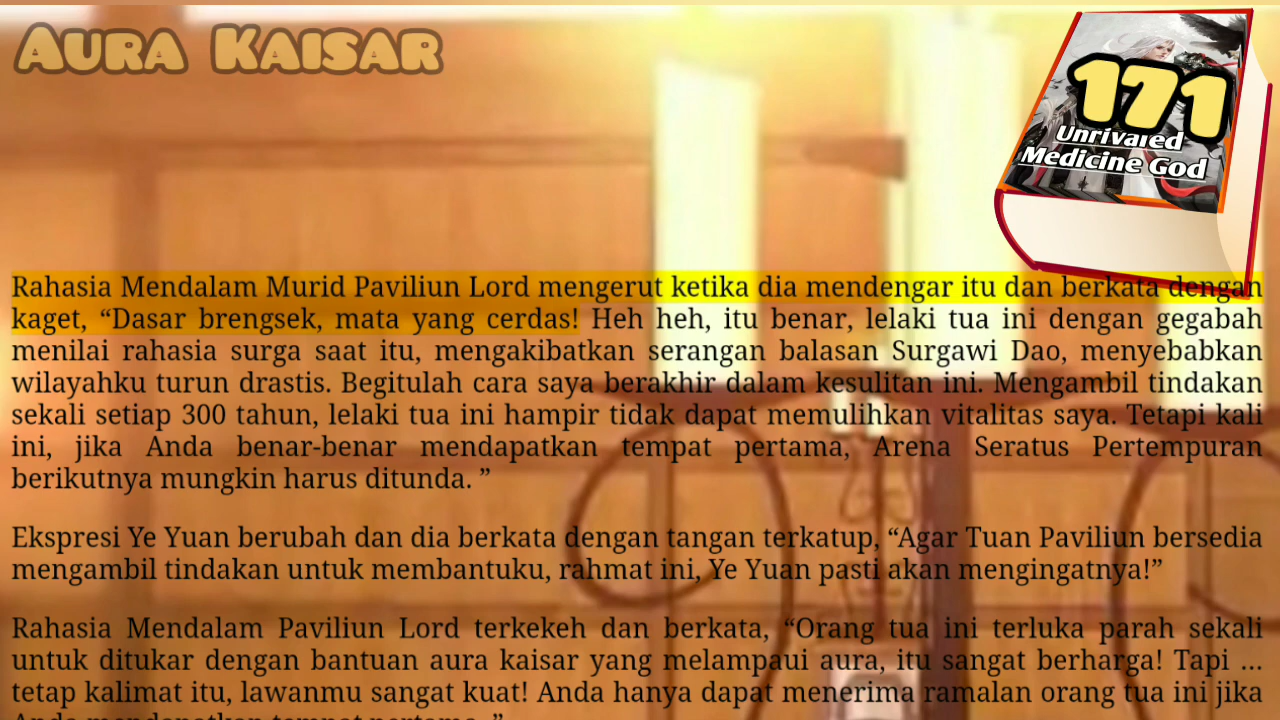 Aura Kaisar
171
Unrivaled
Medicine God
Rahasia Mendalam Murid Paviliun Lord mengerut ketika dia mendengar itu dan berkata dengan
kaget, “Dasar brengsek, mata yang cerdas! Heh heh, itu benar, lelaki tua ini dengan gegabah
menilai rahasia surga saat itu, mengakibatkan serangan balasan Surgawi Dao, menyebabkan
wilayahku turun drastis. Begitulah cara saya berakhir dalam kesulitan ini. Mengambil tindakan
sekali setiap 300 tahun, lelaki tua ini hampir tidak dapat memulihkan vitalitas saya. Tetapi kali
ini, jika Anda benar-benar mendapatkan tempat pertama, Arena Seratus Pertempuran
berikutnya mungkin harus ditunda. ”
Ekspresi Ye Yuan berubah dan dia berkata dengan tangan terkatup, “Agar Tuan Paviliun bersedia
mengambil tindakan untuk membantuku, rahmat ini, Ye Yuan pasti akan mengingatnya!”
Rahasia Mendalam Paviliun Lord terkekeh dan berkata, “Orang tua ini terluka parah sekali
untuk ditukar dengan bantuan aura kaisar yang melampaui aura, itu sangat berharga! Tapi ...
tetap kalimat itu, lawanmu sangat kuat! Anda hanya dapat menerima ramalan orang tua ini jika
Anda mendapatkan tempat pertama. ”